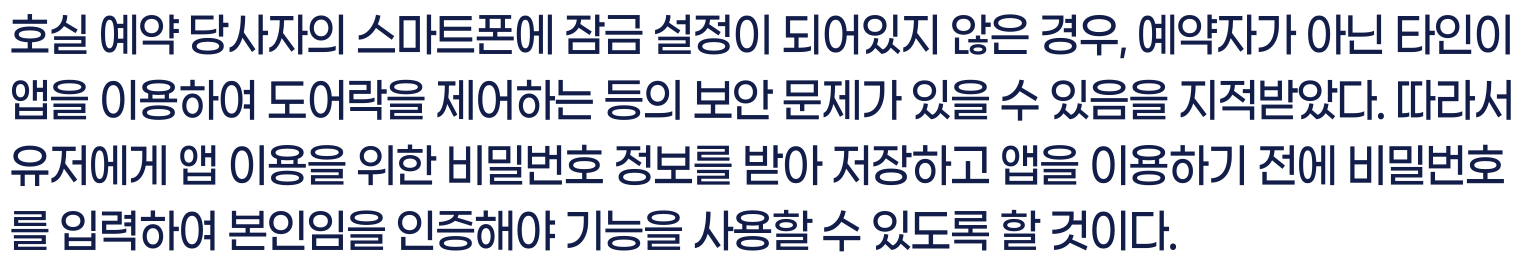 호실 예약 당사자의 스마트폰에 잠금 설정이 되어있지 않은 경우, 예약자가 아닌 타인이
앱을 이용하여 도어락을 제어하는 등의 보안 문제가 있을 수 있음을 지적받았다. 따라서
유저에게 앱 이용을 위한 비밀번호 정보를 받아 저장하고 앱을 이용하기 전에 비밀번호
를 입력하여 본인임을 인증해야 기능을 사용할 수 있도록 할 것이다.